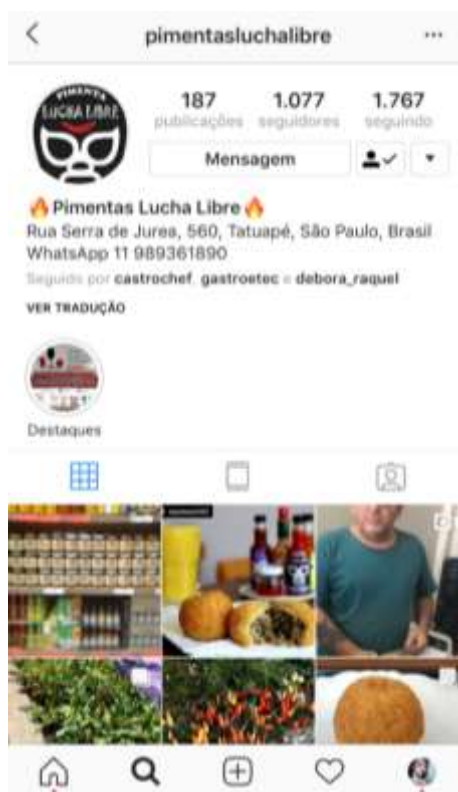 pimentasluchalibre
PIMENTA
LUCHA LIBRE
187 1.077 1.767
publicações seguidores seguindo
Mensagem
Pimentas Lucha Libre
Rua Serra de Jurea, 560, Tatuapé, São Paulo, Brasil
WhatsApp 11 989361890
Seguido por castrochef, gastroetec e debora_raquel
VER TRADUÇÃO
Destaques